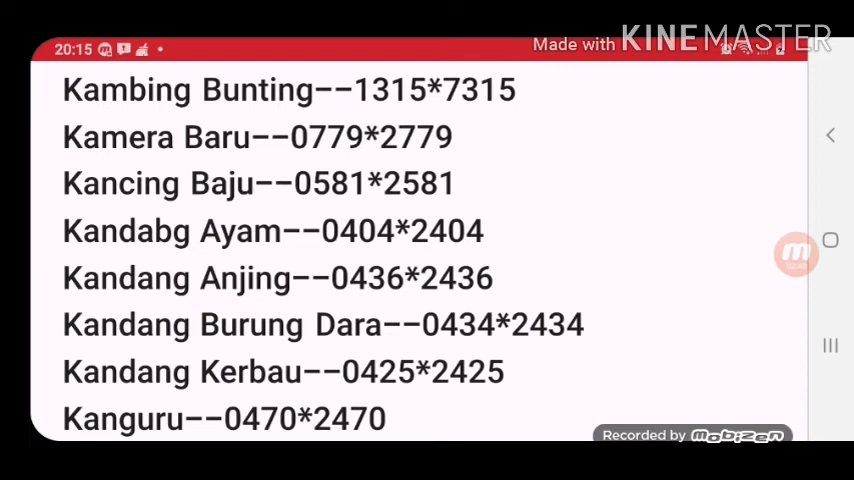 20:15
Made with KINEMASTER
Kambing Bunting––1315*7315
Kamera Baru––0779*2779
Kancing Baju––0581*2581
Kandabg Ayam––0404*2404
Kandang Anjing––0436*2436
Kandang Burung Dara––0434*2434
Kandang Kerbau––0425*2425
Kanguru––0470*2470
Recorded by Mobizen